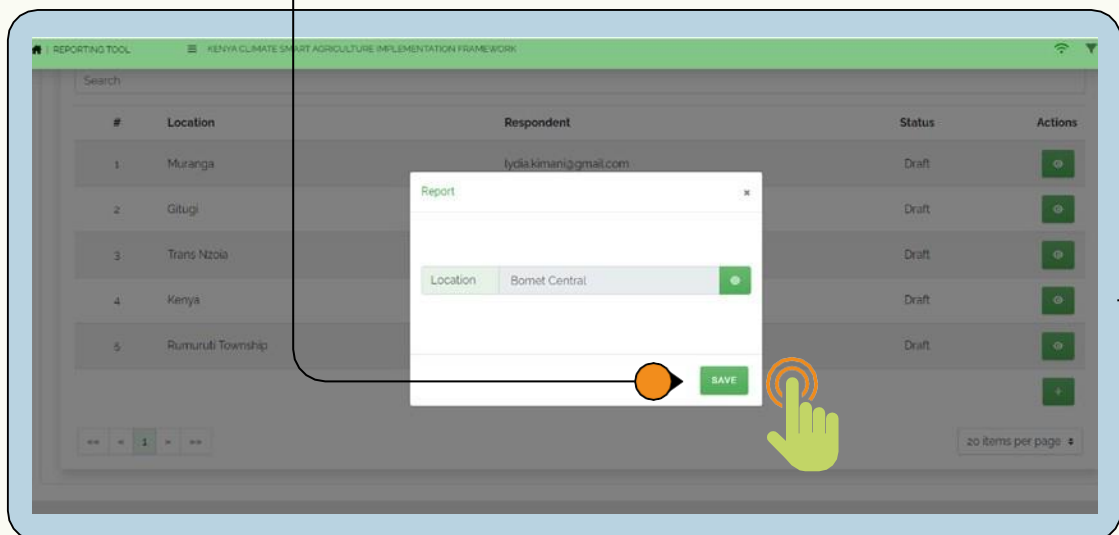 REPORTING TOOL KENYA CLIMATE SMART AGRICULTURE IMPLEMENTATION FRAMEWORK
Search
# Location Respondent Status Actions
1 Muranga lydia.kimani@gmail.com Draft
2 Gitugi Draft
3 Trans Nzoia Draft
4 Kenya Draft
5 Rumuruti Township Draft
Report ×
Location Bomet Central
SAVE
+
«« « 1 » »» 20 items per page